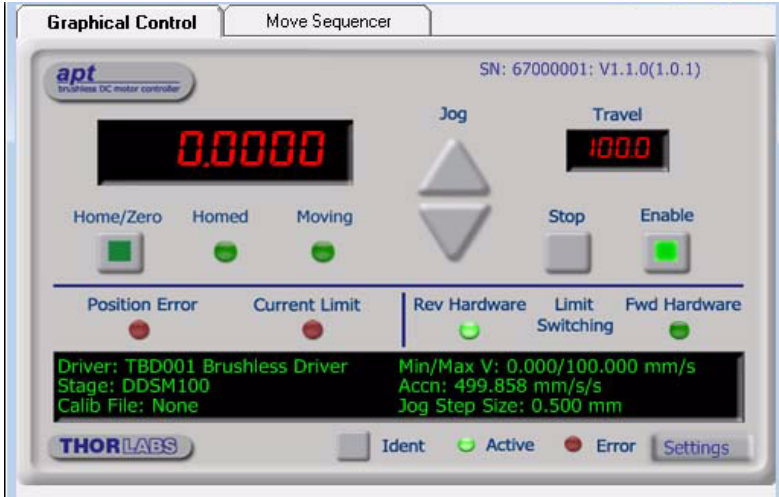 Graphical Control Move Sequencer
apt
brushless DC motor controller
SN: 67000001: V1.1.0(1.0.1)
Jog Travel
0.0000 100.0
Home/Zero Homed Moving Stop Enable
Position Error Current Limit Rev Hardware Limit Switching Fwd Hardware
Driver: TBD001 Brushless Driver Min/Max V: 0.000/100.000 mm/s
Stage: DDSM100 Accn: 499.858 mm/s/s
Calib File: None Jog Step Size: 0.500 mm
THORLABS Ident Active Error Settings